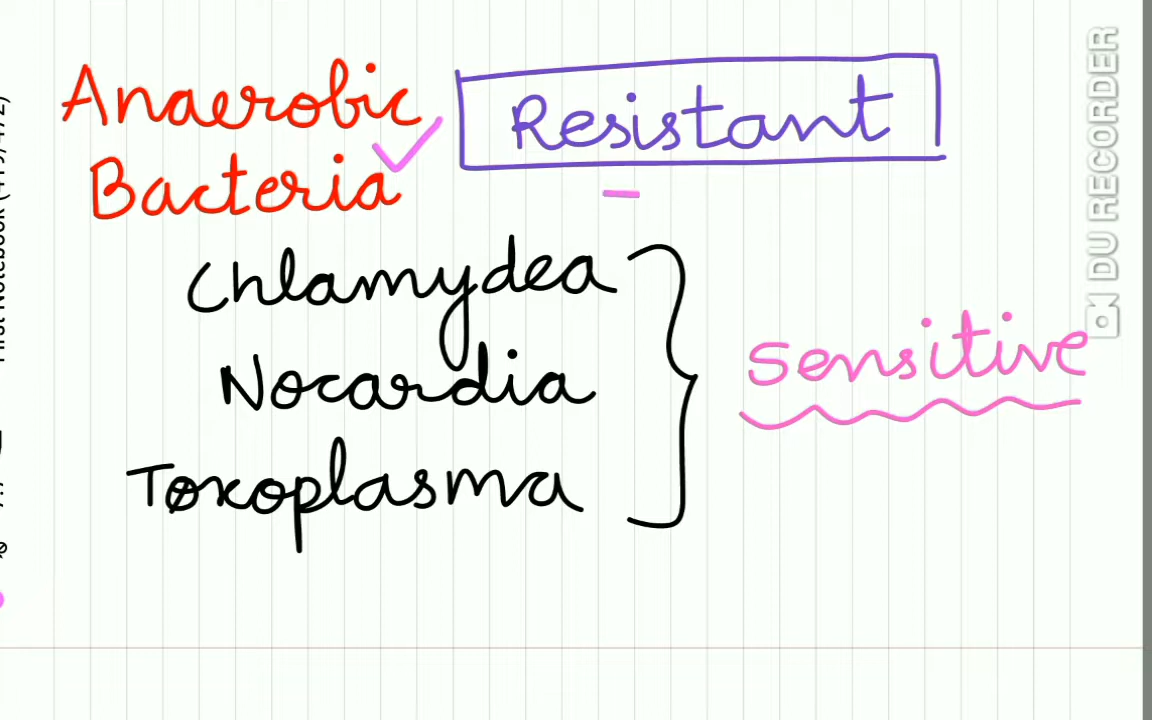 Anaerobic Resistant
Bacteria
Chlamydea
Nocardia
Sensitive
Toxoplasma
DU RECORDER